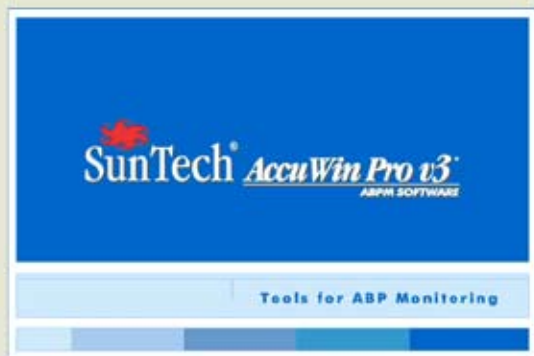 SunTech® AccuWin Pro v3
ABPM SOFTWARE
Tools for ABP Monitoring